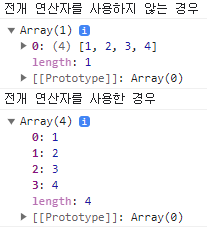 전개 연산자를 사용하지 않는 경우
▼ Array(1) i
▶ 0: (4) [1, 2, 3, 4]
length: 1
▶ [[Prototype]]: Array(0)
전개 연산자를 사용한 경우
▼ Array(4) i
0: 1
1: 2
2: 3
3: 4
length: 4
▶ [[Prototype]]: Array(0)